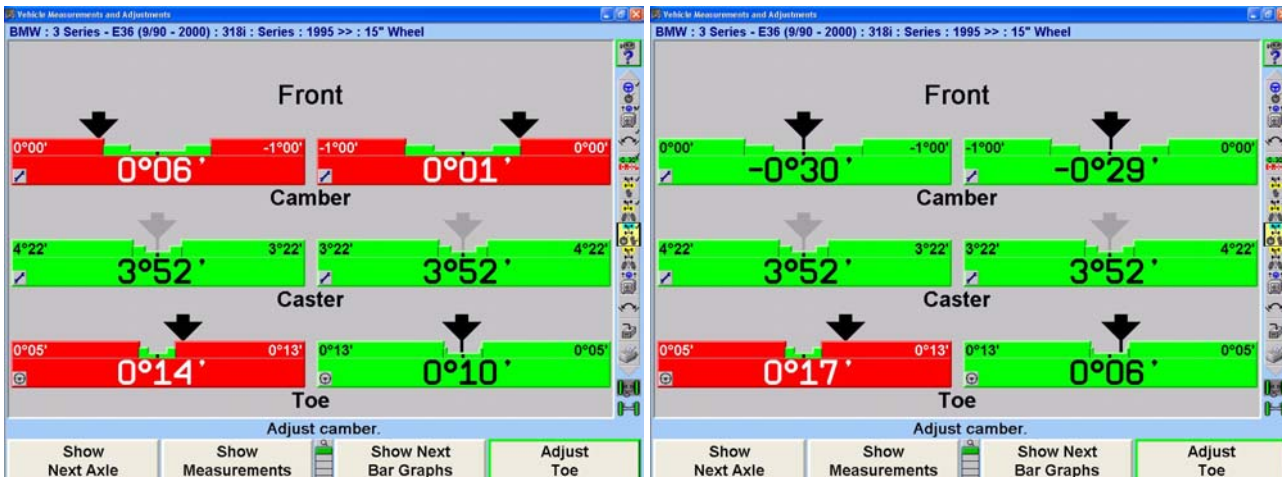 Vehicle Measurements and Adjustments
BMW : 3 Series - E36 (9/90 - 2000) : 318i : Series : 1995 >> : 15" Wheel
Front
0°00' -1°00' -1°00' 0°00'
0°06' 0°01'
Camber
4°22' 3°22' 3°22' 4°22'
3°52' 3°52'
Caster
0°05' 0°13' 0°13' 0°05'
0°14' 0°10'
Toe
Adjust camber.
Show Next Axle
Show Measurements
Show Next Bar Graphs
Adjust Toe
Vehicle Measurements and Adjustments
BMW : 3 Series - E36 (9/90 - 2000) : 318i : Series : 1995 >> : 15" Wheel
Front
0°00' -1°00' -1°00' 0°00'
-0°30' -0°29'
Camber
4°22' 3°22' 3°22' 4°22'
3°52' 3°52'
Caster
0°05' 0°13' 0°13' 0°05'
0°17' 0°06'
Toe
Adjust camber.
Show Next Axle
Show Measurements
Show Next Bar Graphs
Adjust Toe